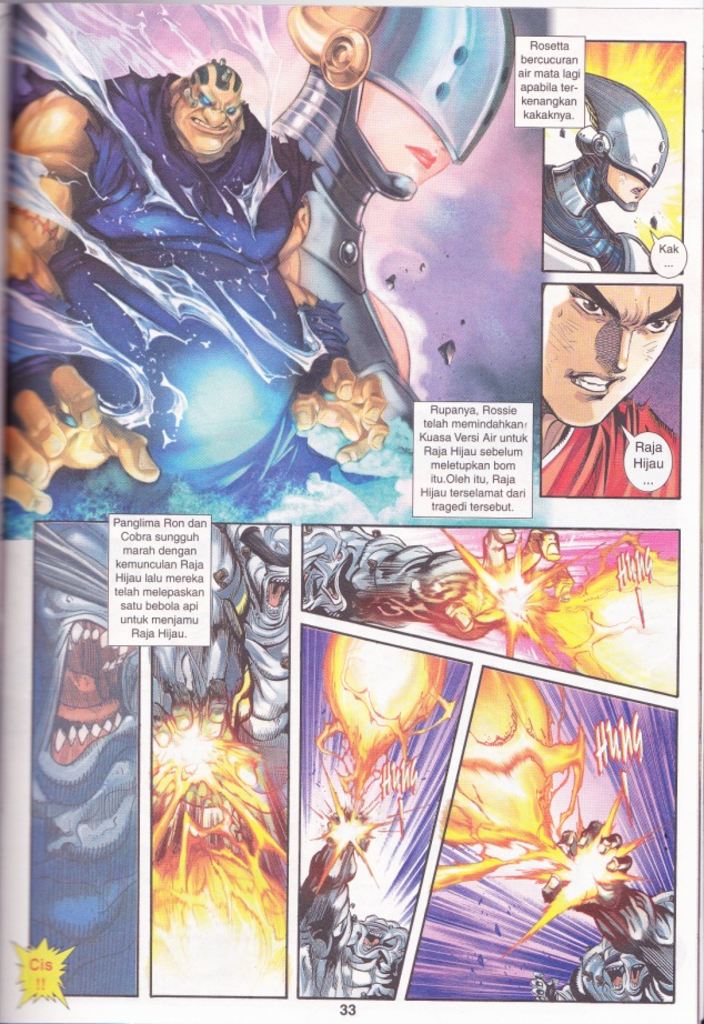 Rosetta
bercucuran
air mata lagi
apabila ter-
kenangkan
kakaknya.
Kak
...
Raja
Hijau
...
Rupanya, Rossie
telah memindahkan
Kuasa Versi Air untuk
Raja Hijau sebelum
meletupkan bom
itu.Oleh itu, Raja
Hijau terselamat dari
tragedi tersebut.
Panglima Ron dan
Cobra sungguh
marah dengan
kemunculan Raja
Hijau lalu mereka
telah melepaskan
satu bebola api
untuk menjamu
Raja Hijau.
HUNG
!
HUNG
!
HUNG
!
Cis
!!
33